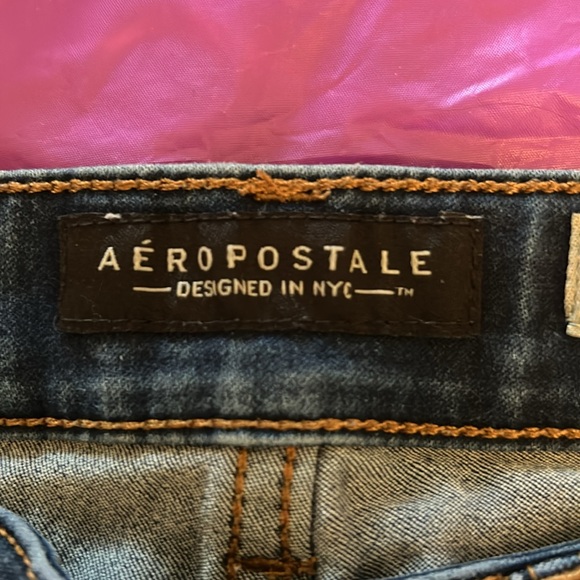 AÉROPOSTALE
— DESIGNED IN NYC — ™